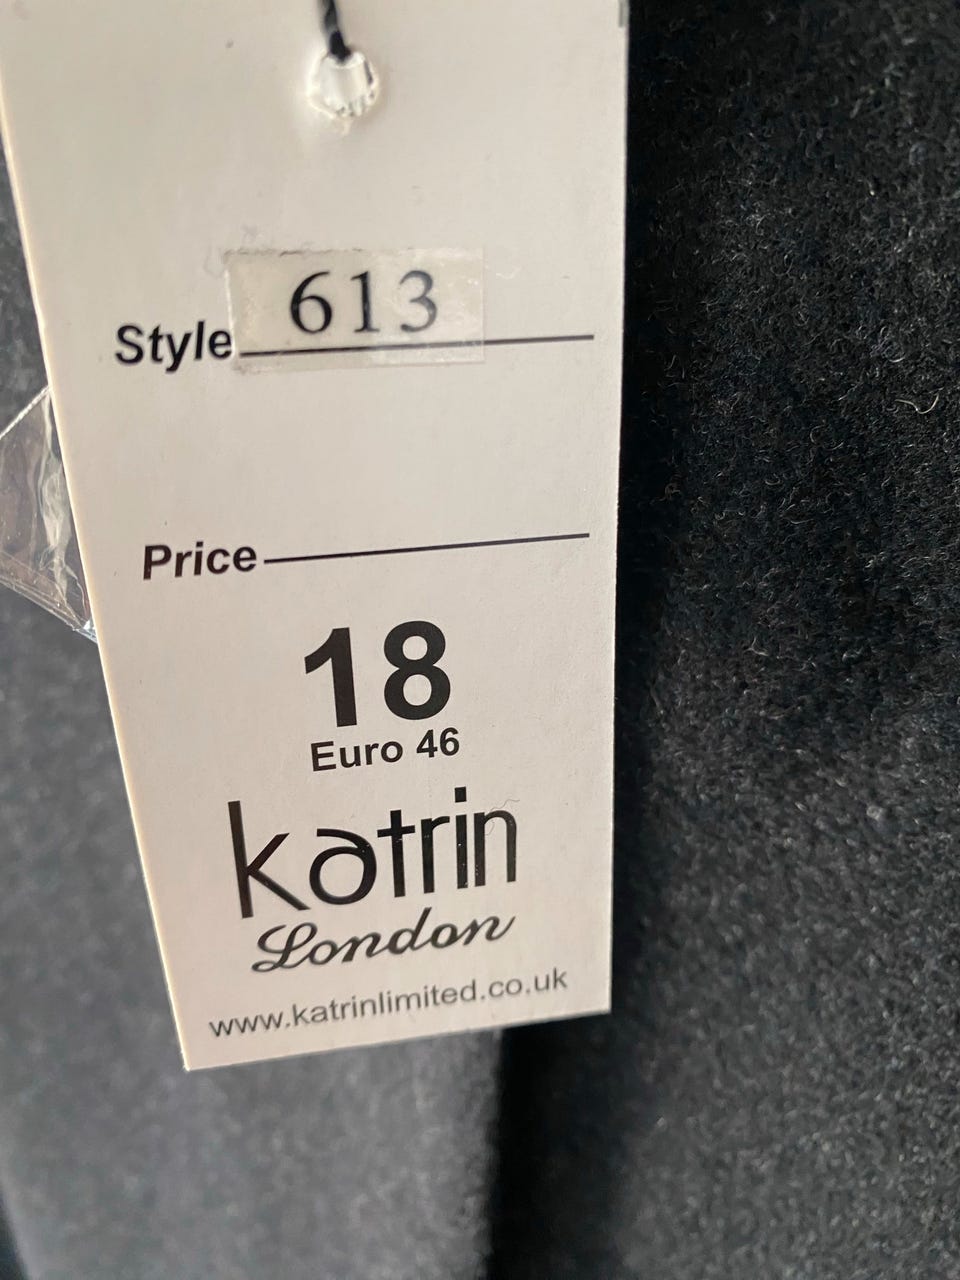 Style 613
Price
18
Euro 46
katrin
London
www.katrinlimited.co.uk